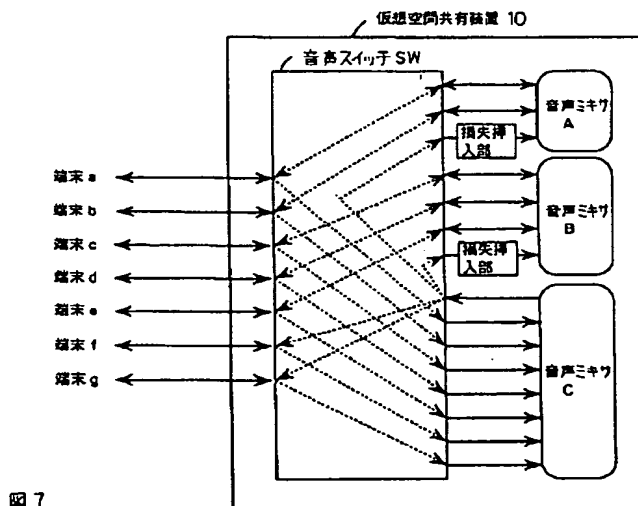 仮想空間共有装置 10
音声スイッチ SW
音声ミキサ
A
損失挿
入部
端末 a
端末 b
端末 c
端末 d
端末 e
端末 f
端末 g
音声ミキサ
B
損失挿
入部
音声ミキサ
C
図 7